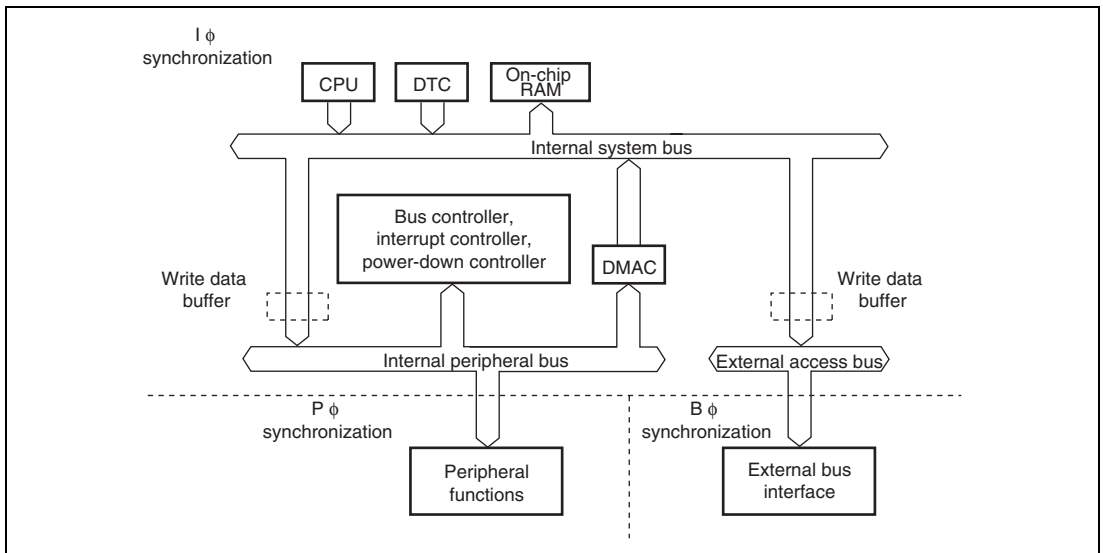 I ϕ
synchronization
CPU
DTC
On-chip
RAM
Internal system bus
Bus controller,
interrupt controller,
power-down controller
DMAC
Write data
buffer
Write data
buffer
Internal peripheral bus
External access bus
P ϕ
synchronization
B ϕ
synchronization
Peripheral
functions
External bus
interface